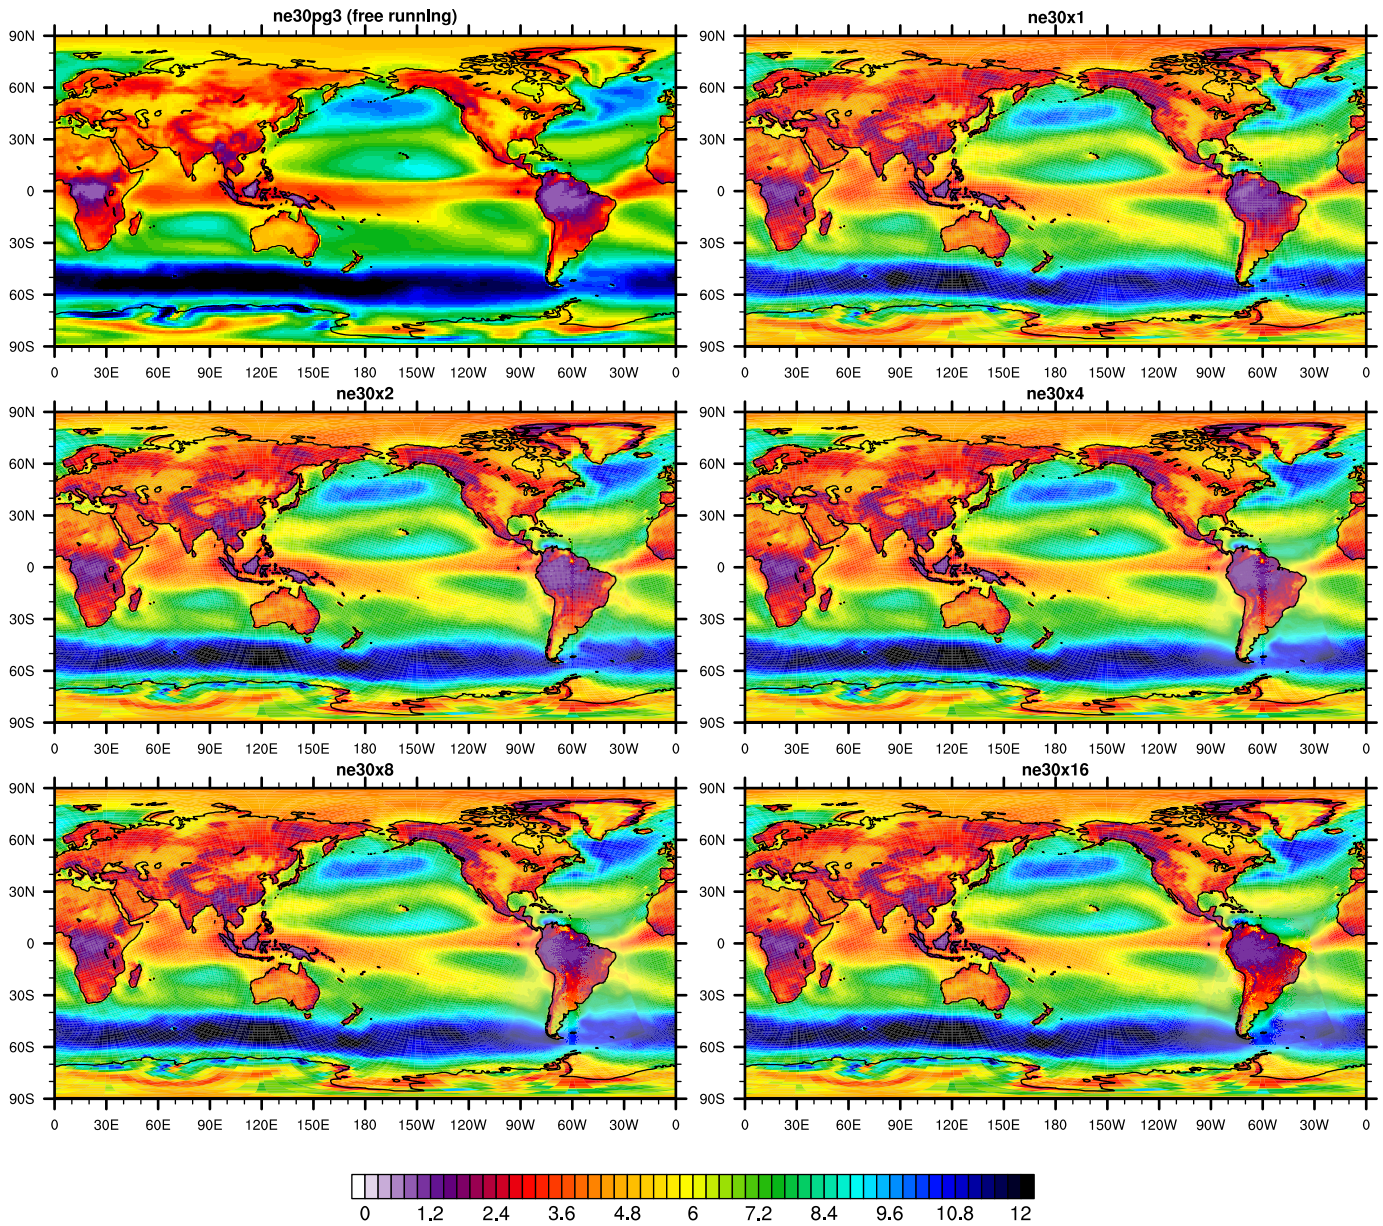 ne30pg3 (free running)
90N
60N
30N
0
30S
60S
90S
0 30E 60E 90E 120E 150E 180 150W 120W 90W 60W 30W 0
ne30x1
90N
60N
30N
0
30S
60S
90S
0 30E 60E 90E 120E 150E 180 150W 120W 90W 60W 30W 0
ne30x2
90N
60N
30N
0
30S
60S
90S
0 30E 60E 90E 120E 150E 180 150W 120W 90W 60W 30W 0
ne30x4
90N
60N
30N
0
30S
60S
90S
0 30E 60E 90E 120E 150E 180 150W 120W 90W 60W 30W 0
ne30x8
90N
60N
30N
0
30S
60S
90S
0 30E 60E 90E 120E 150E 180 150W 120W 90W 60W 30W 0
ne30x16
90N
60N
30N
0
30S
60S
90S
0 30E 60E 90E 120E 150E 180 150W 120W 90W 60W 30W 0
0 1.2 2.4 3.6 4.8 6 7.2 8.4 9.6 10.8 12